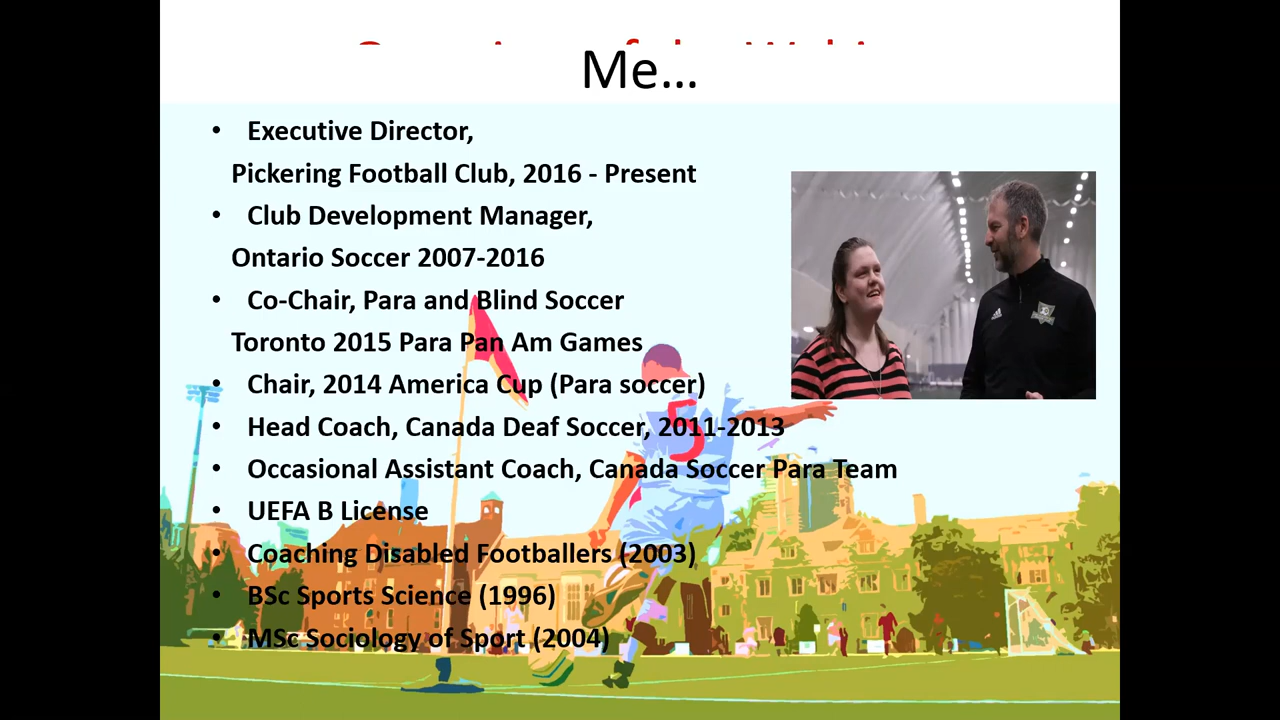 Me...
• Executive Director,
Pickering Football Club, 2016 - Present
• Club Development Manager,
Ontario Soccer 2007-2016
• Co-Chair, Para and Blind Soccer
Toronto 2015 Para Pan Am Games
• Chair, 2014 America Cup (Para soccer)
• Head Coach, Canada Deaf Soccer, 2011-2013
• Occasional Assistant Coach, Canada Soccer Para Team
• UEFA B License
• Coaching Disabled Footballers (2003)
• BSc Sports Science (1996)
• MSc Sociology of Sport (2004)
5